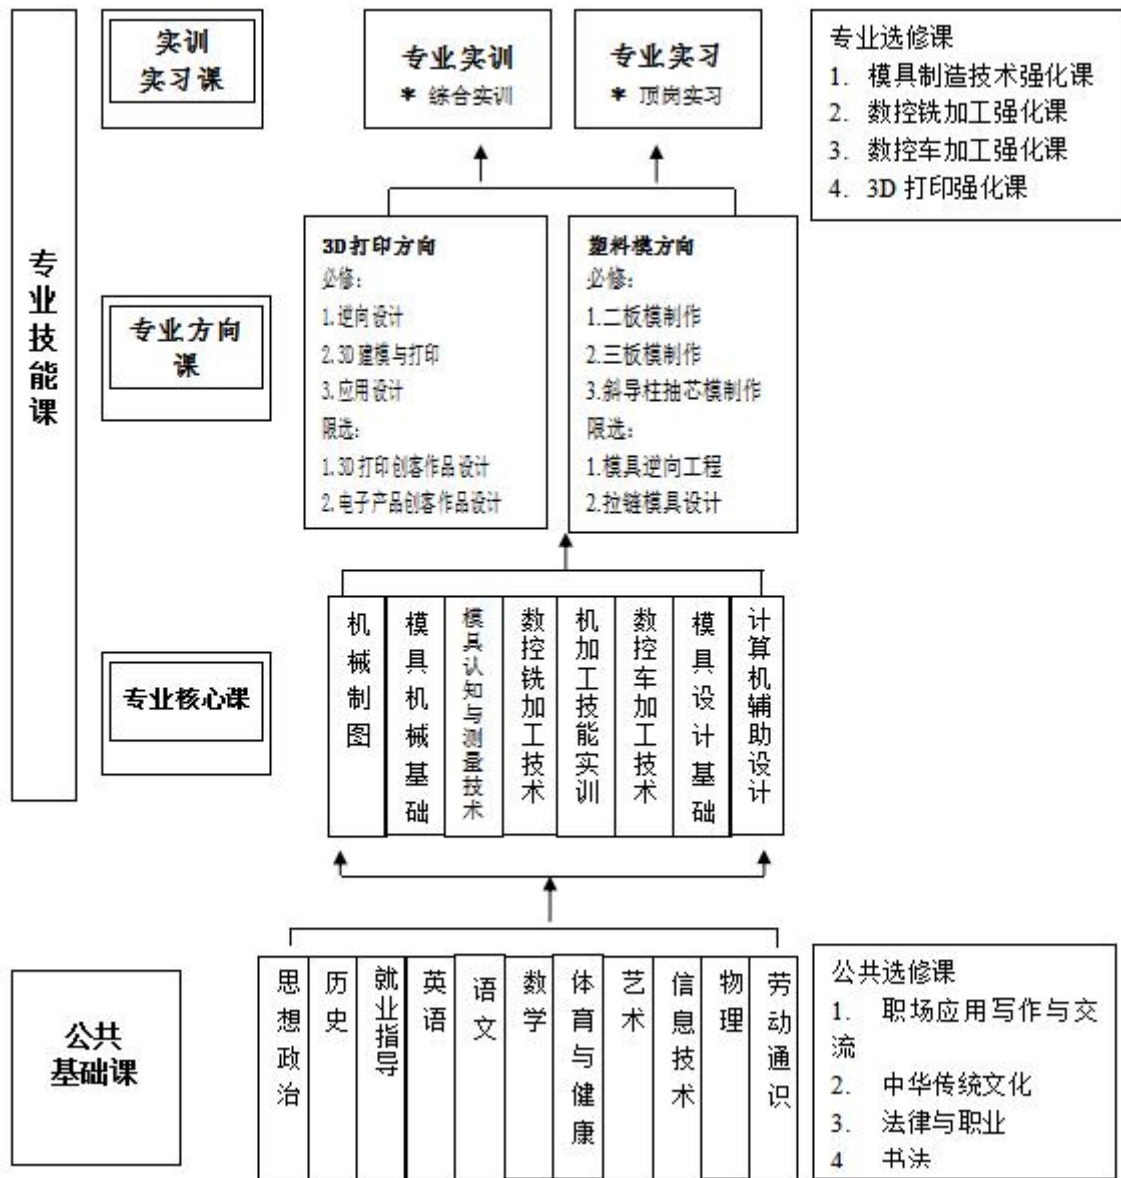 专业技能课
实训
实习课
专业实训
* 综合实训
专业实习
* 顶岗实习
专业选修课
1. 模具制造技术强化课
2. 数控铣加工强化课
3. 数控车加工强化课
4. 3D 打印强化课
专业方向
课
3D打印方向
必修：
1.逆向设计
2.3D建模与打印
3.应用设计
限选：
1.3D打印创客作品设计
2.电子产品创客作品设计
塑料模方向
必修：
1.二板模制作
2.三板模制作
3.斜导柱抽芯模制作
限选：
1.模具逆向工程
2.拉链模具设计
专业核心课
机械制图
模具机械基础
模具认知与测量技术
数控铣加工技术
机加工技能实训
数控车加工技术
模具设计基础
计算机辅助设计
公共
基础课
思想政治
历史
就业指导
英语
语文
数学
体育与健康
艺术
信息技术
物理
劳动通识
公共选修课
1. 职场应用写作与交
流
2. 中华传统文化
3. 法律与职业
4 书法